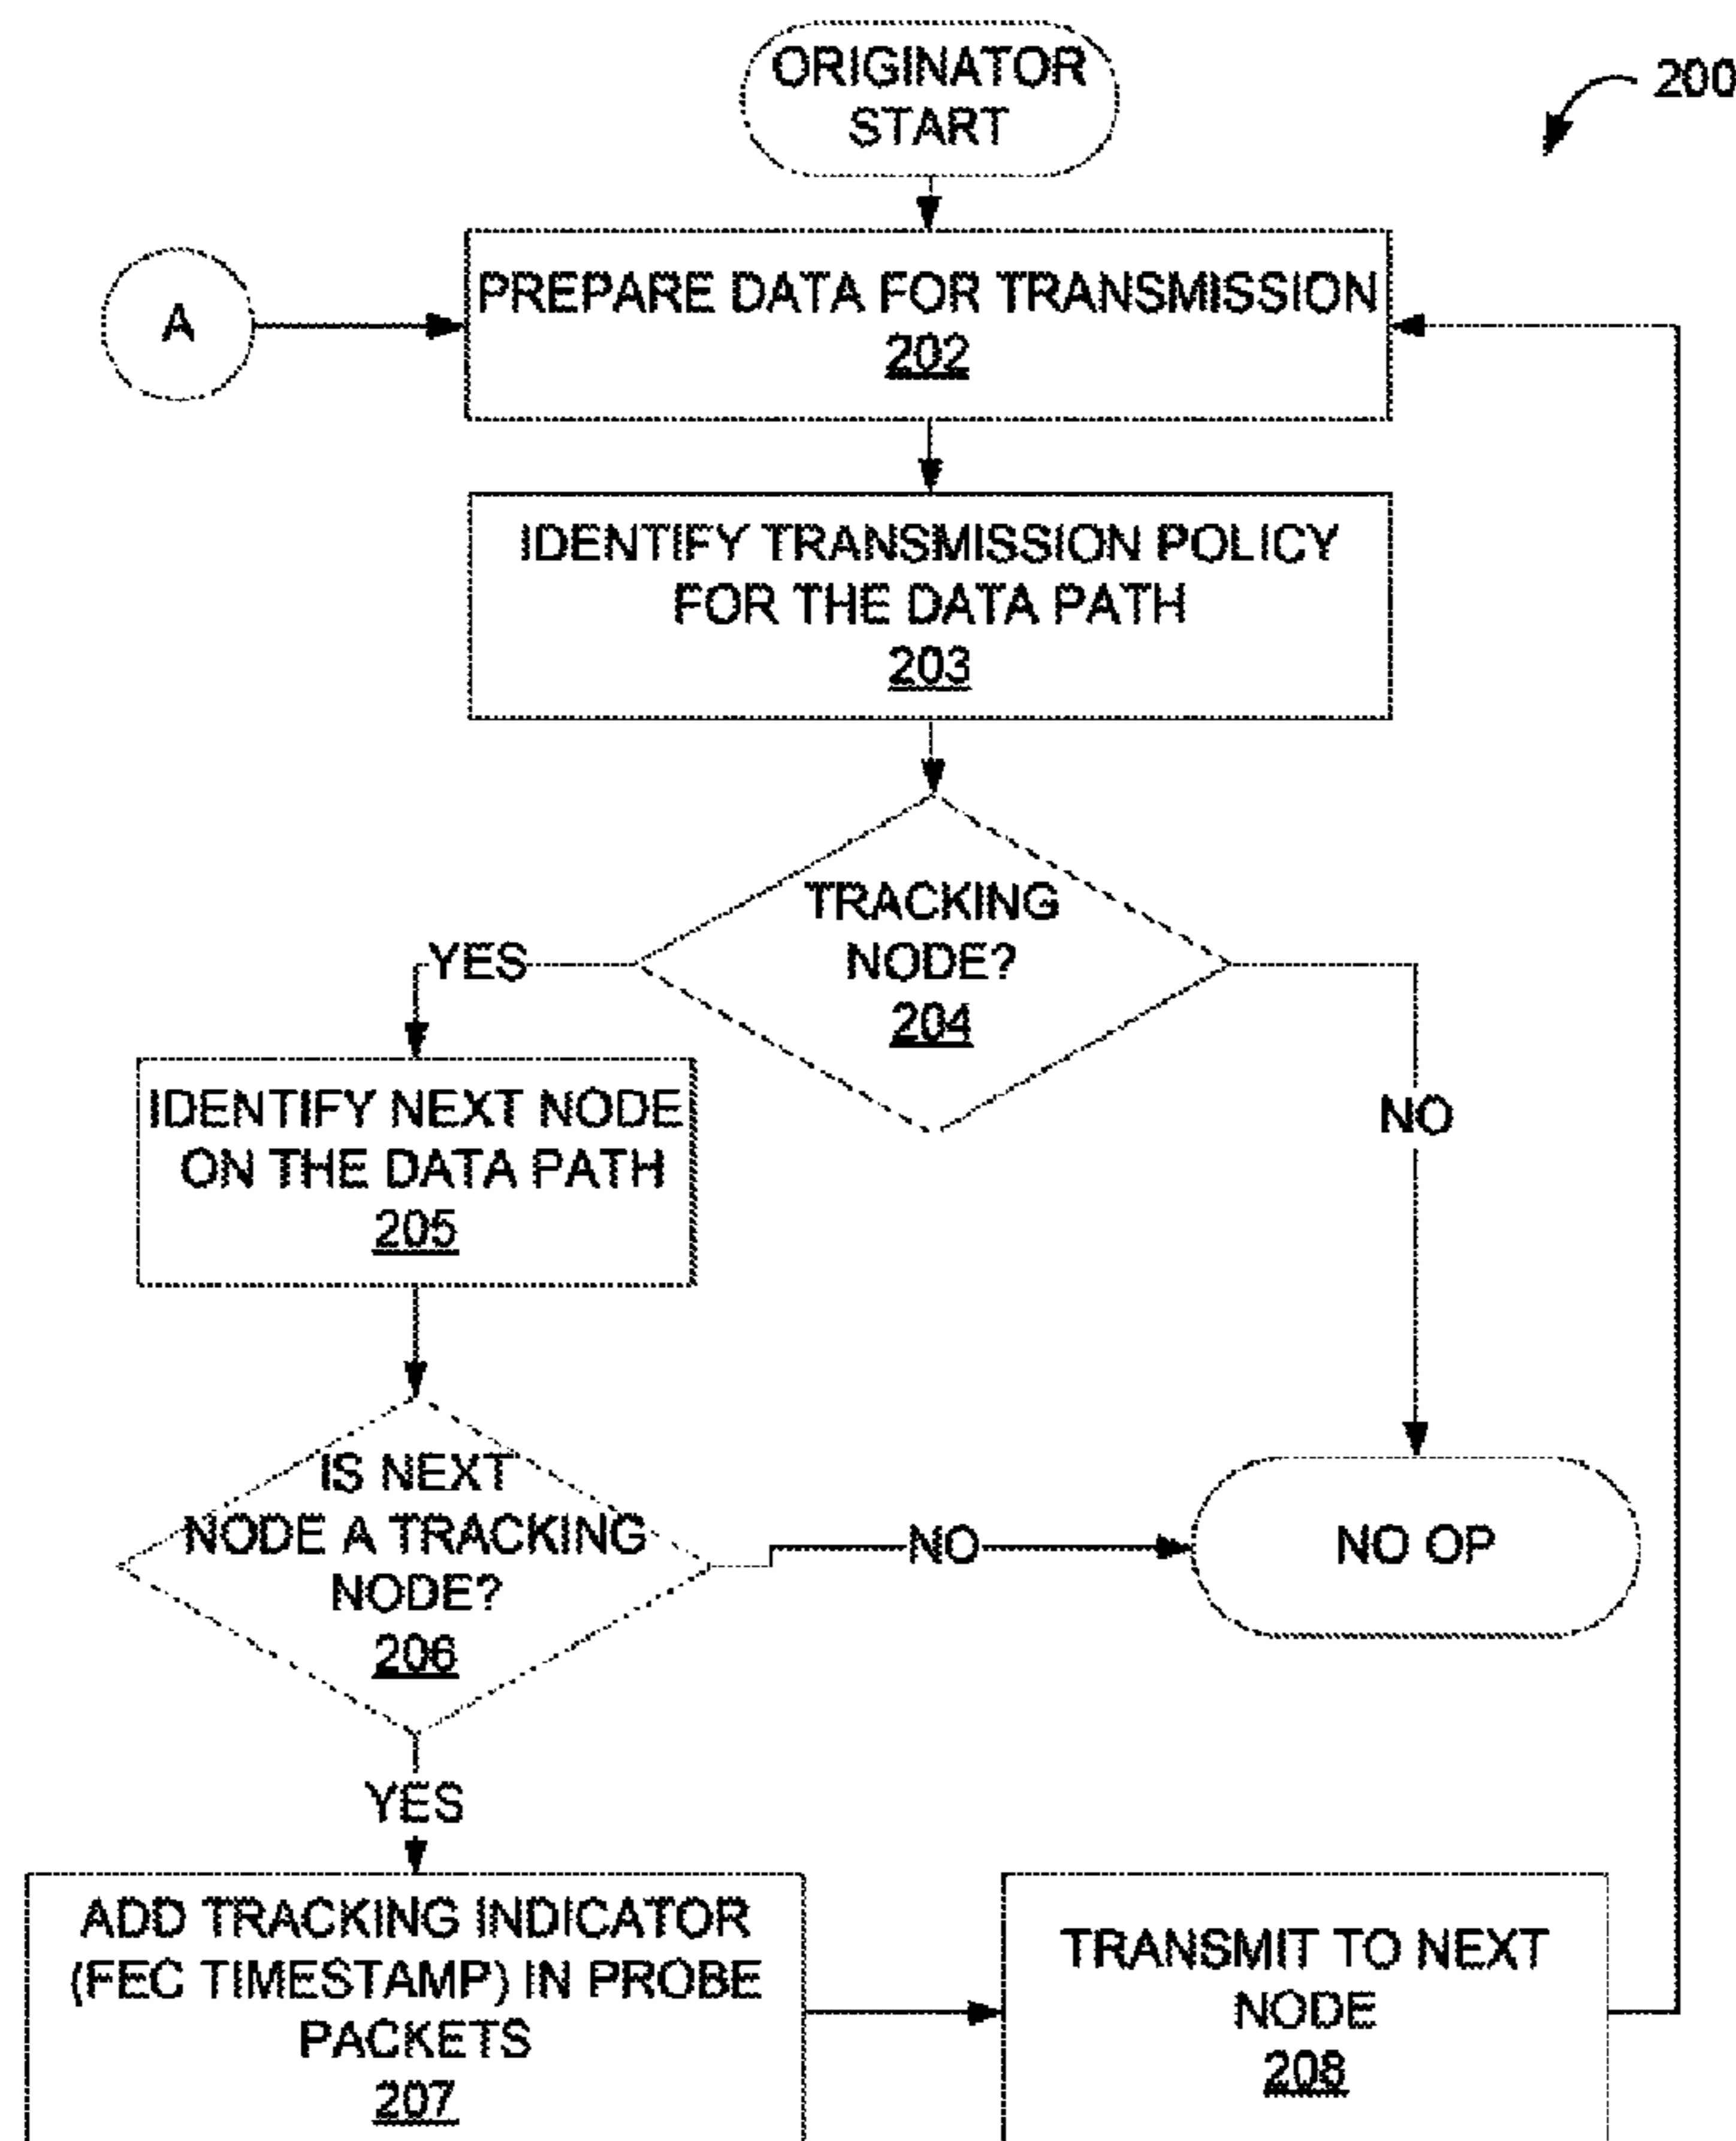 ORIGINATOR
START
200
A
PREPARE DATA FOR TRANSMISSION
202
IDENTIFY TRANSMISSION POLICY
FOR THE DATA PATH
203
TRACKING
NODE?
204
YES
NO
IDENTIFY NEXT NODE
ON THE DATA PATH
205
IS NEXT
NODE A TRACKING
NODE?
206
NO
NO OP
YES
ADD TRACKING INDICATOR
(FEC TIMESTAMP) IN PROBE
PACKETS
207
TRANSMIT TO NEXT
NODE
208